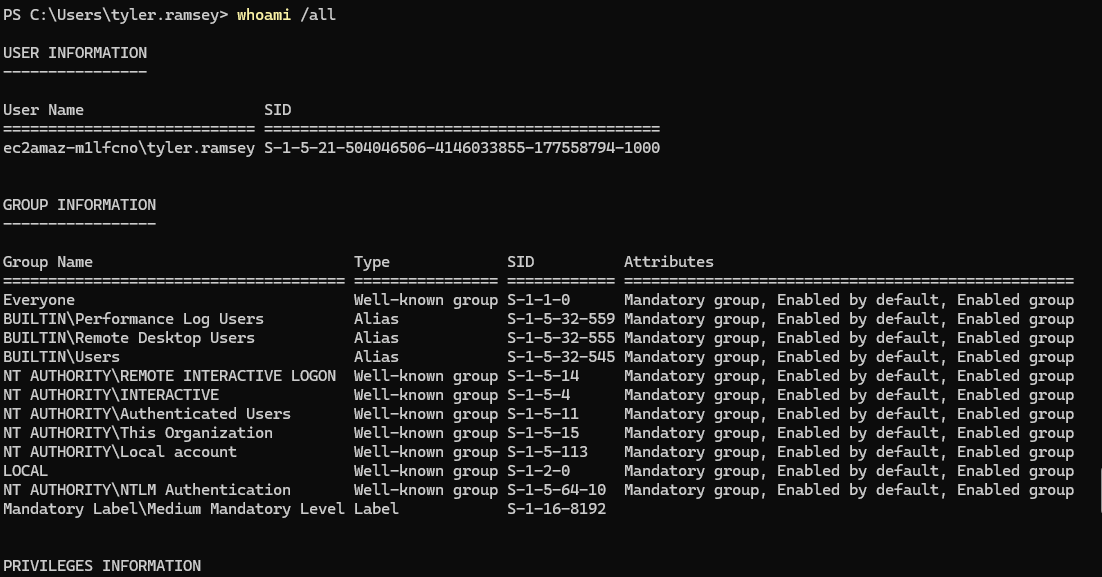 PS C:\Users\tyler.ramsey> whoami /all
USER INFORMATION
----------------
User Name                    SID
============================ ============================================
ec2amaz-m1lfcno\tyler.ramsey S-1-5-21-504046506-4146033855-177558794-1000
GROUP INFORMATION
-----------------
Group Name                             Type             SID          Attributes
====================================== ================ ============ ==================================================
Everyone                               Well-known group S-1-1-0      Mandatory group, Enabled by default, Enabled group
BUILTIN\Performance Log Users          Alias            S-1-5-32-559 Mandatory group, Enabled by default, Enabled group
BUILTIN\Remote Desktop Users           Alias            S-1-5-32-555 Mandatory group, Enabled by default, Enabled group
BUILTIN\Users                          Alias            S-1-5-32-545 Mandatory group, Enabled by default, Enabled group
NT AUTHORITY\REMOTE INTERACTIVE LOGON  Well-known group S-1-5-14     Mandatory group, Enabled by default, Enabled group
NT AUTHORITY\INTERACTIVE               Well-known group S-1-5-4      Mandatory group, Enabled by default, Enabled group
NT AUTHORITY\Authenticated Users       Well-known group S-1-5-11     Mandatory group, Enabled by default, Enabled group
NT AUTHORITY\This Organization         Well-known group S-1-5-15     Mandatory group, Enabled by default, Enabled group
NT AUTHORITY\Local account             Well-known group S-1-5-113    Mandatory group, Enabled by default, Enabled group
LOCAL                                  Well-known group S-1-2-0      Mandatory group, Enabled by default, Enabled group
NT AUTHORITY\NTLM Authentication       Well-known group S-1-5-64-10  Mandatory group, Enabled by default, Enabled group
Mandatory Label\Medium Mandatory Level Label            S-1-16-8192
PRIVILEGES INFORMATION